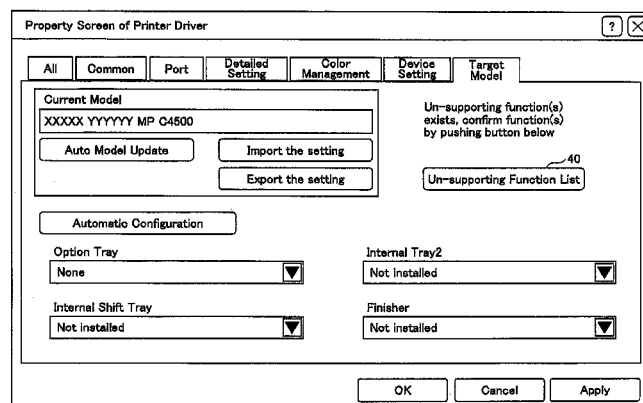 Property Screen of Printer Driver
?
All
Common
Port
Detailed
Setting
Color
Management
Device
Setting
Target
Model
Current Model
XXXXX YYYYYY MP C4500
Auto Model Update
Import the setting
Export the setting
Un-supporting function(s)
exists, confirm function(s)
by pushing button below
40
Un-supporting Function List
Automatic Configuration
Option Tray
None
Internal Tray2
Not installed
Internal Shift Tray
Not installed
Finisher
Not installed
OK
Cancel
Apply